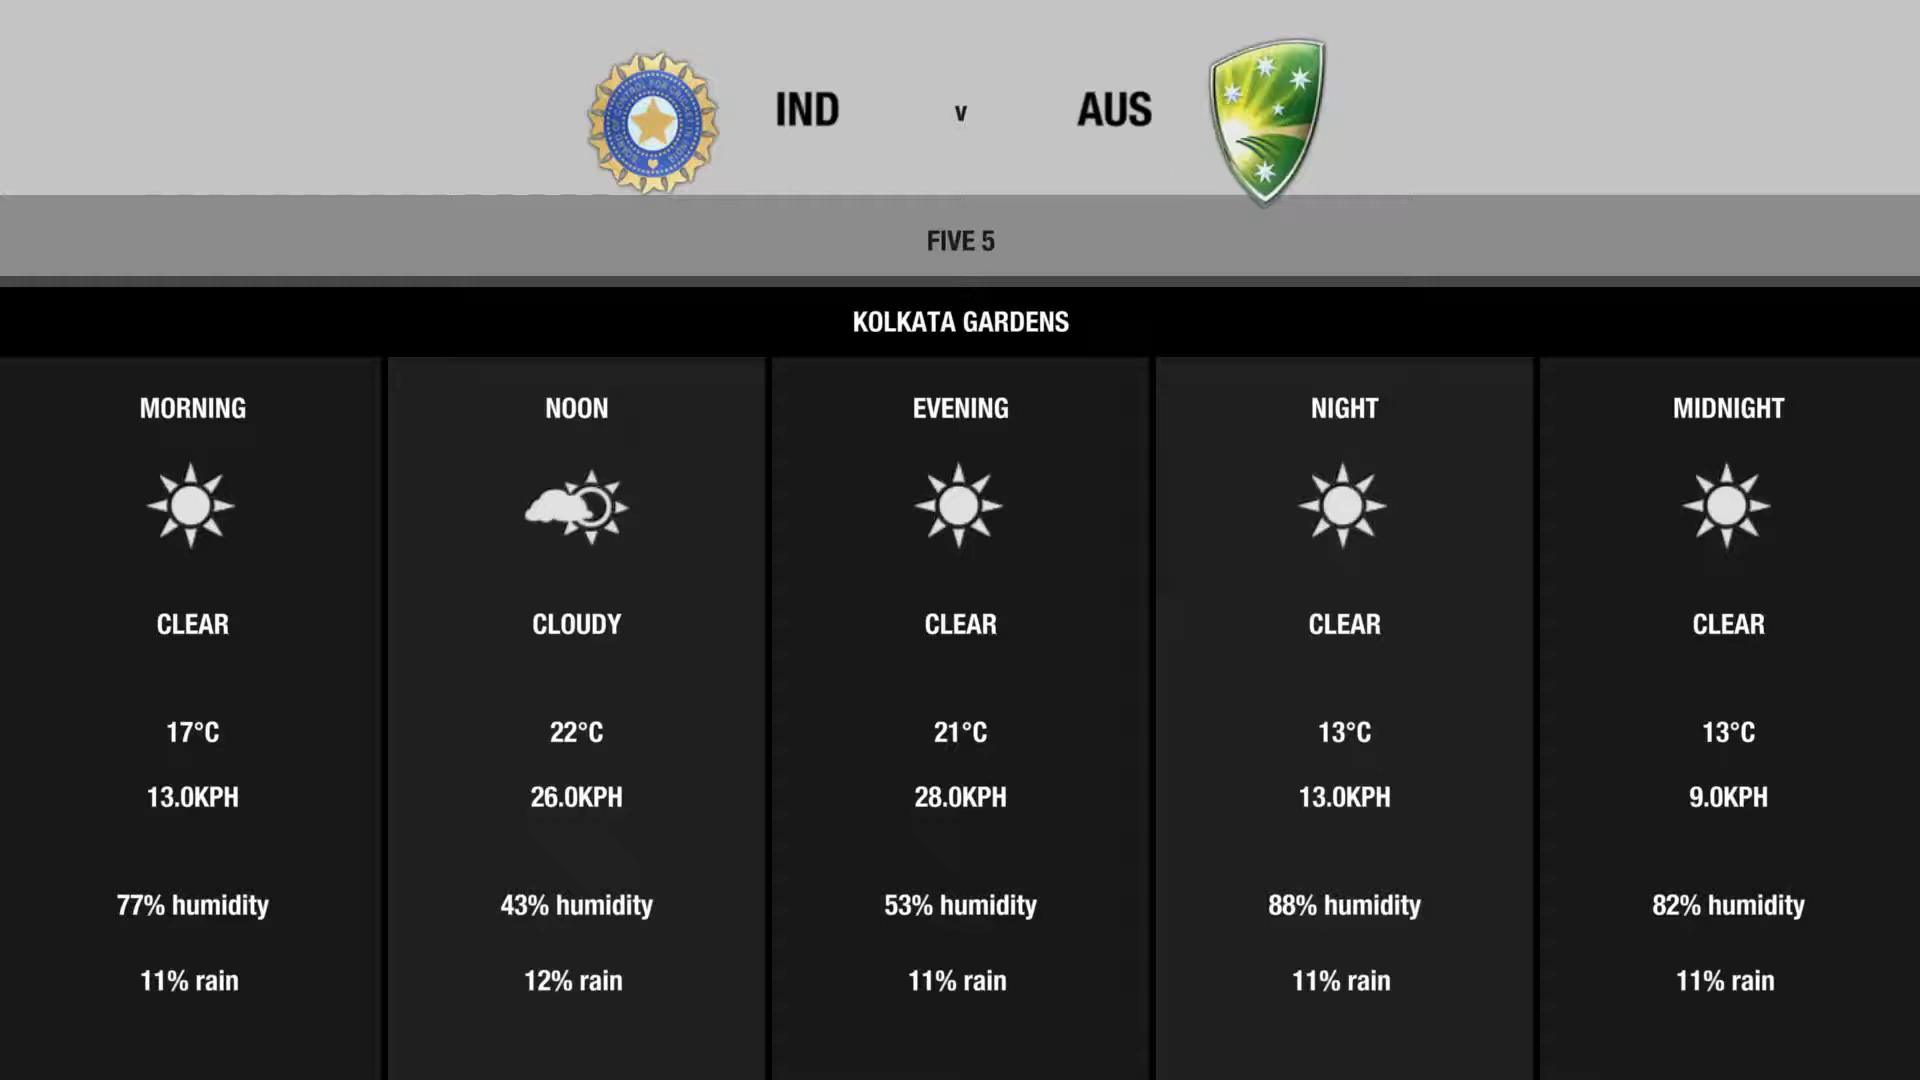 IND v AUS
FIVE 5
KOLKATA GARDENS
MORNING NOON EVENING NIGHT MIDNIGHT
CLEAR CLOUDY CLEAR CLEAR CLEAR
17°C 22°C 21°C 13°C 13°C
13.0KPH 26.0KPH 28.0KPH 13.0KPH 9.0KPH
77% humidity 43% humidity 53% humidity 88% humidity 82% humidity
11% rain 12% rain 11% rain 11% rain 11% rain